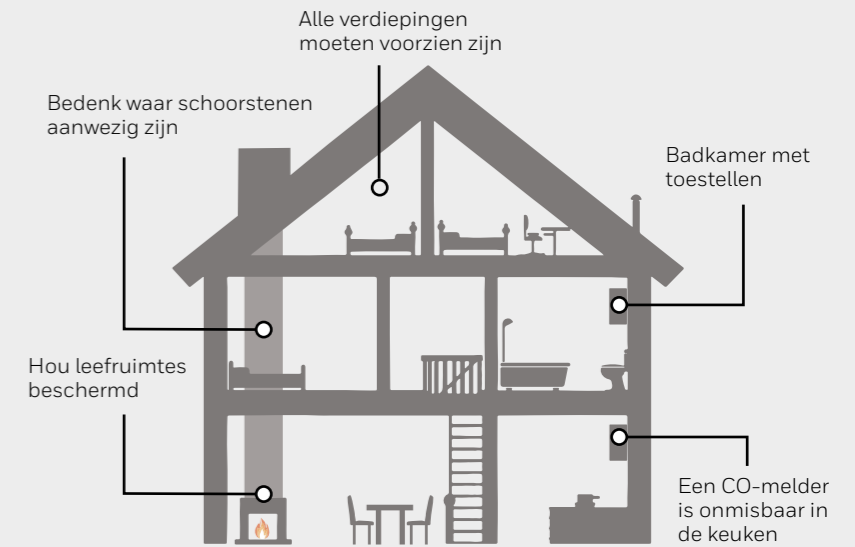 Alle verdiepingen
moeten voorzien zijn
Bedenk waar schoorstenen
aanwezig zijn
Badkamer met
toestellen
Hou leefruimtes
beschermd
Een CO-melder
is onmisbaar in
de keuken